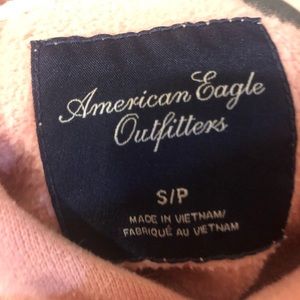 American Eagle
Outfitters
S/P
MADE IN VIETNAM/
FABRIQUÉ AU VIETNAM